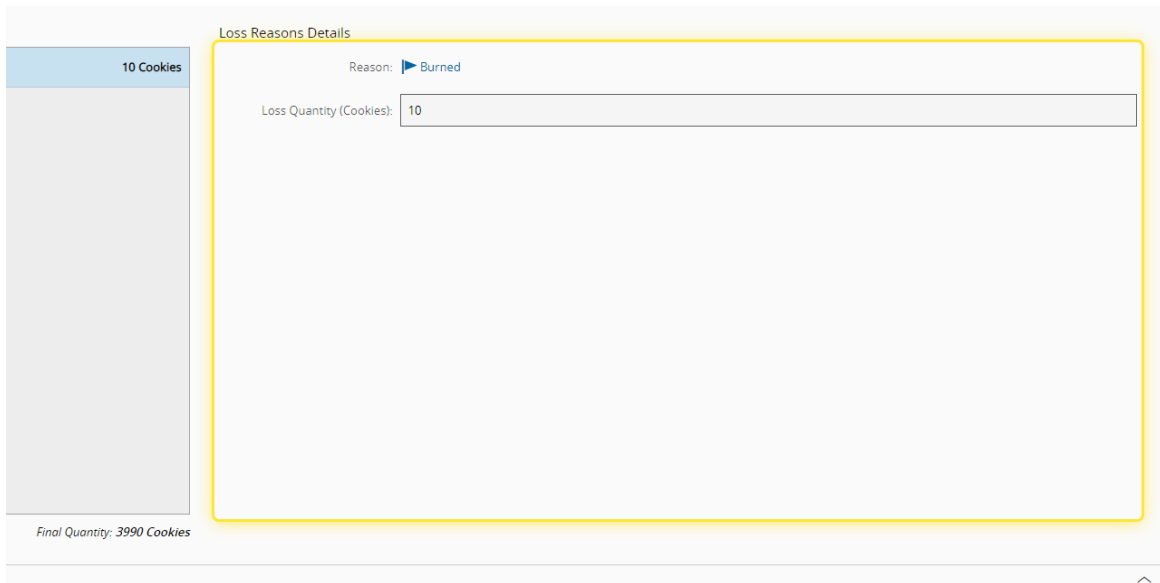 Loss Reasons Details
10 Cookies
Reason: Burned
Loss Quantity (Cookies): 10
Final Quantity: 3990 Cookies